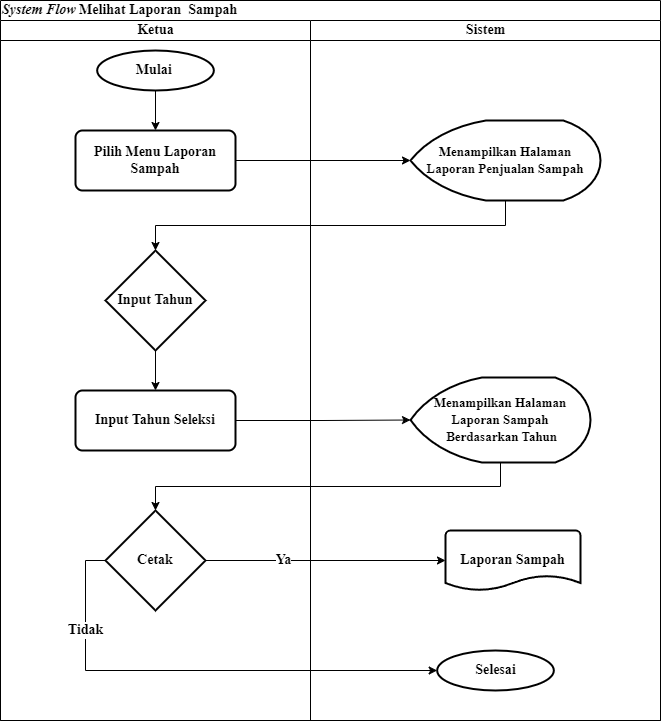 System Flow Melihat Laporan Sampah
Ketua
Sistem
Mulai
Pilih Menu Laporan
Sampah
Menampilkan Halaman
Laporan Penjualan Sampah
Input Tahun
Input Tahun Seleksi
Menampilkan Halaman
Laporan Sampah
Berdasarkan Tahun
Cetak
Ya
Laporan Sampah
Tidak
Selesai